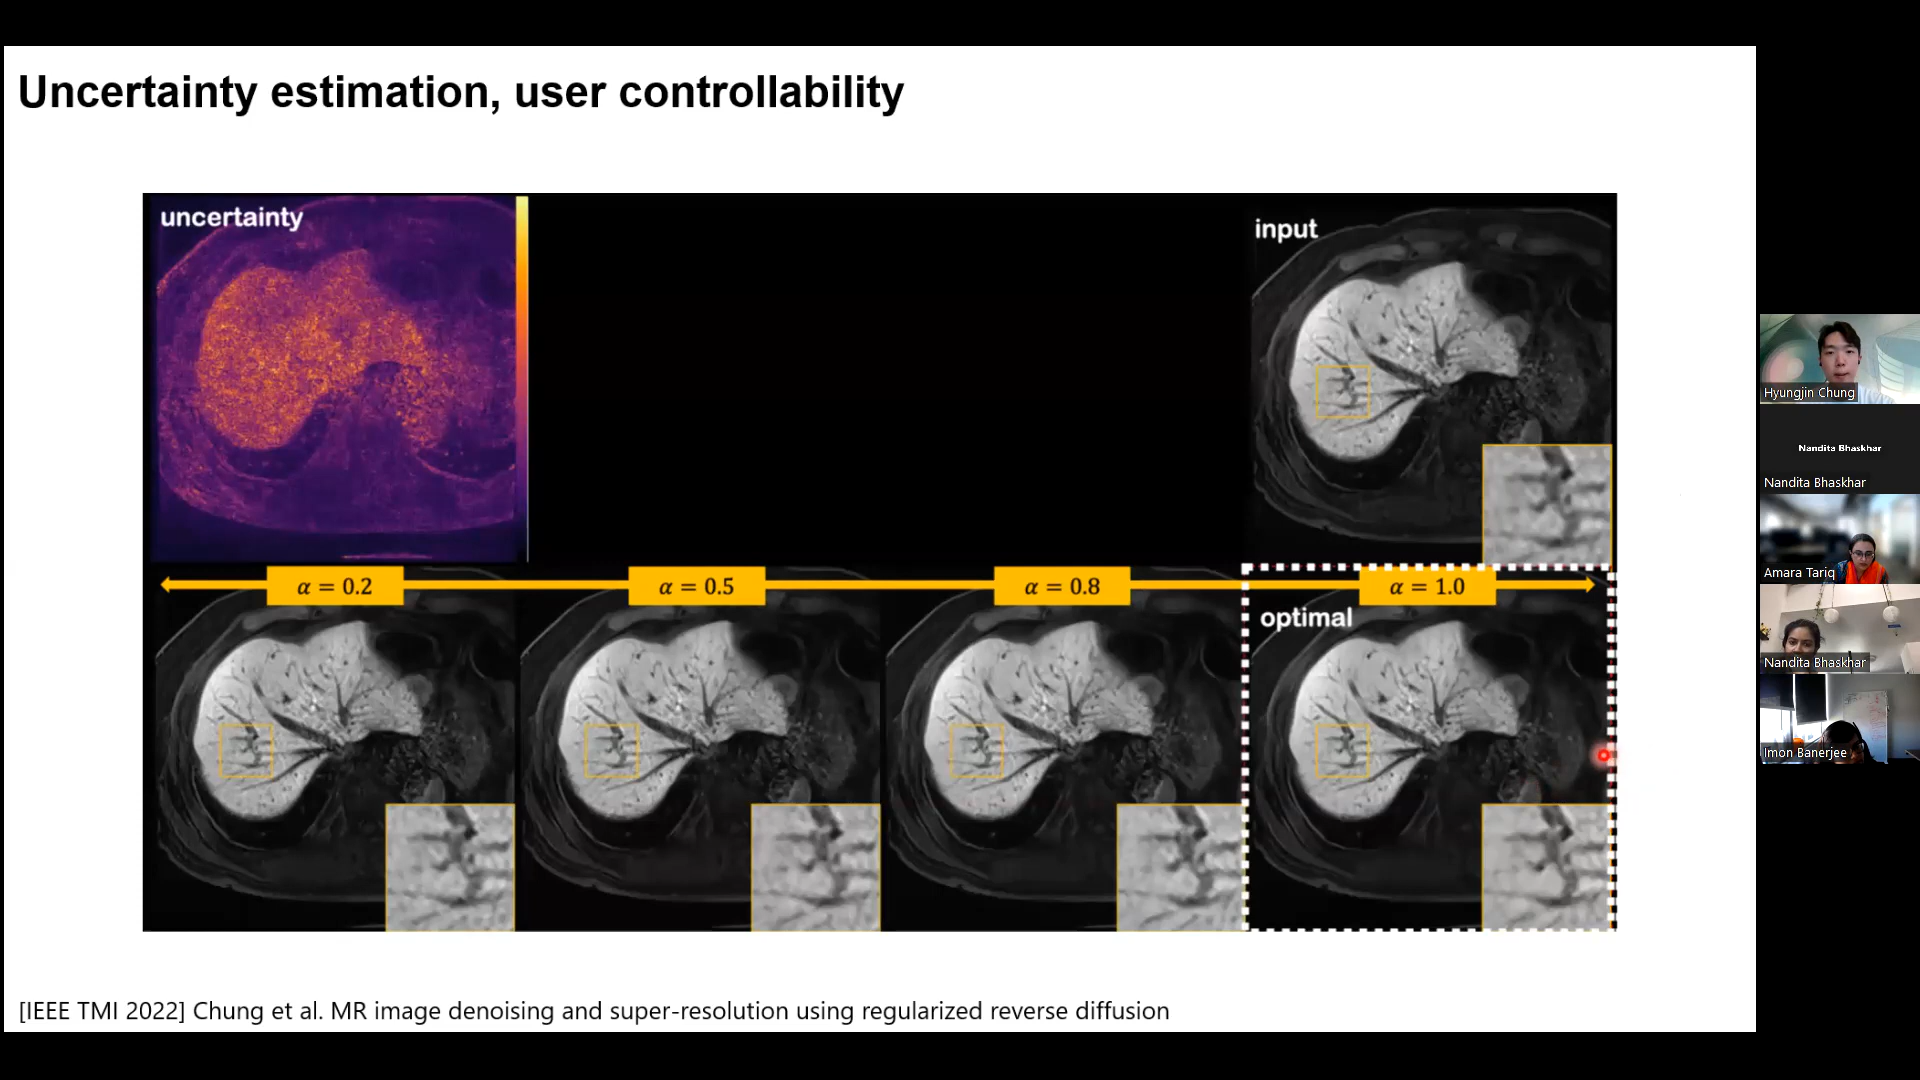 Uncertainty estimation, user controllability
uncertainty
input
α = 0.2
α = 0.5
α = 0.8
α = 1.0
optimal
[IEEE TMI 2022] Chung et al. MR image denoising and super-resolution using regularized reverse diffusion
Hyungjin Chung
Nandita Bhaskhar
Nandita Bhaskhar
Amara Tariq
Nandita Bhaskhar
Imon Banerjee